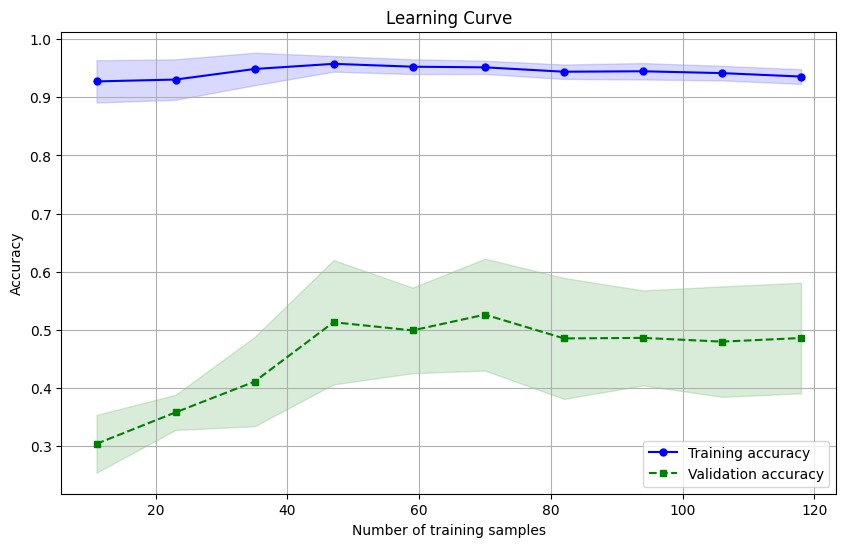 Learning Curve
1.0
0.9
0.8
0.7
0.6
0.5
0.4
0.3
Accuracy
Training accuracy
Validation accuracy
20
40
60
80
100
120
Number of training samples